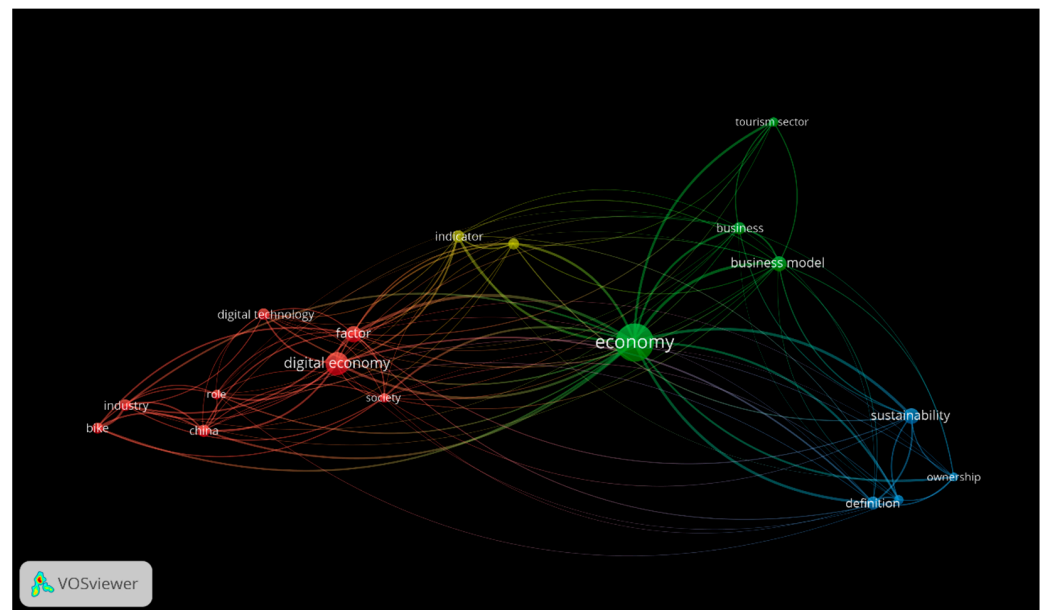 tourism sector
business
indicator
business model
digital technology
factor
economy
digital economy
role
society
industry
sustainability
bike
china
ownership
definition
VOSviewer